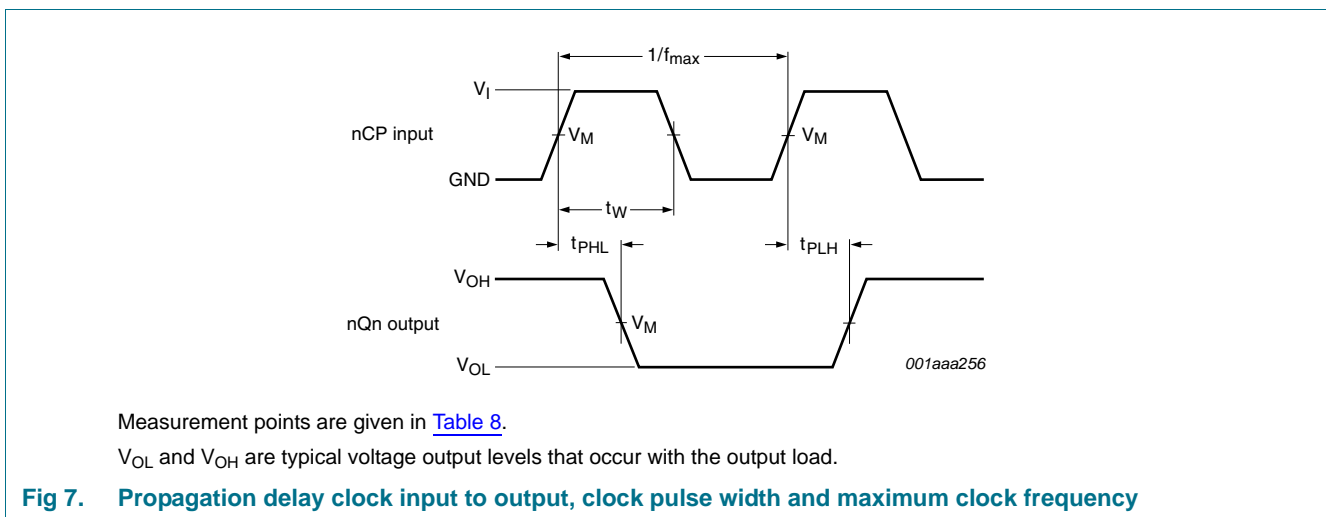 1/fmax
VI
nCP input
VM
VM
GND
tW
tPHL
tPLH
VOH
nQn output
VM
VOL
001aaa256
Measurement points are given in Table 8.
VOL and VOH are typical voltage output levels that occur with the output load.
Fig 7. Propagation delay clock input to output, clock pulse width and maximum clock frequency